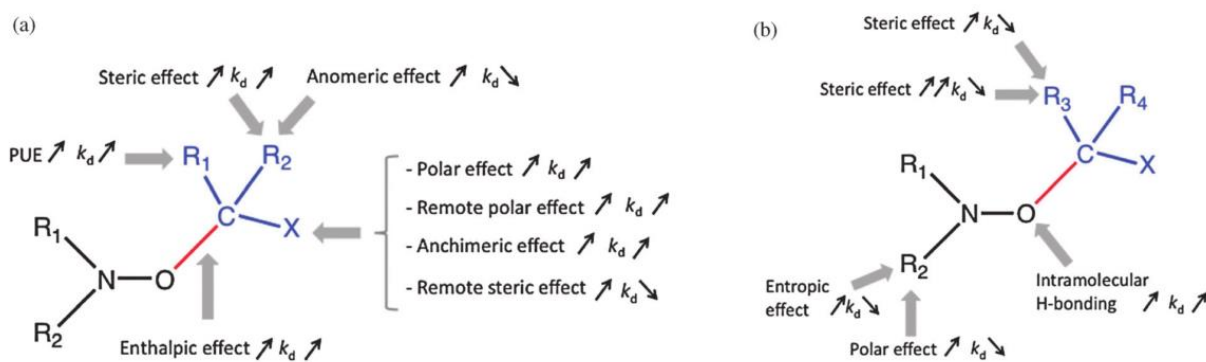 (a)
Steric effect ↗ kd ↗ Anomeric effect ↗ kd ↘
PUE ↗ kd ↗
R1 R2
C
X
R1
N O
R2
- Polar effect ↗ kd ↗
- Remote polar effect ↗ kd ↗
- Anchimeric effect ↗ kd ↗
- Remote steric effect ↗ kd ↘
Enthalpic effect ↗ kd ↗
(b)
Steric effect ↗ kd ↘
Steric effect ↗↗ kd ↘
R3 R4
C
X
R1
N O
R2
Entropic
effect ↗ kd ↘
Intramolecular
H-bonding ↗ kd ↗
Polar effect ↗ kd ↘